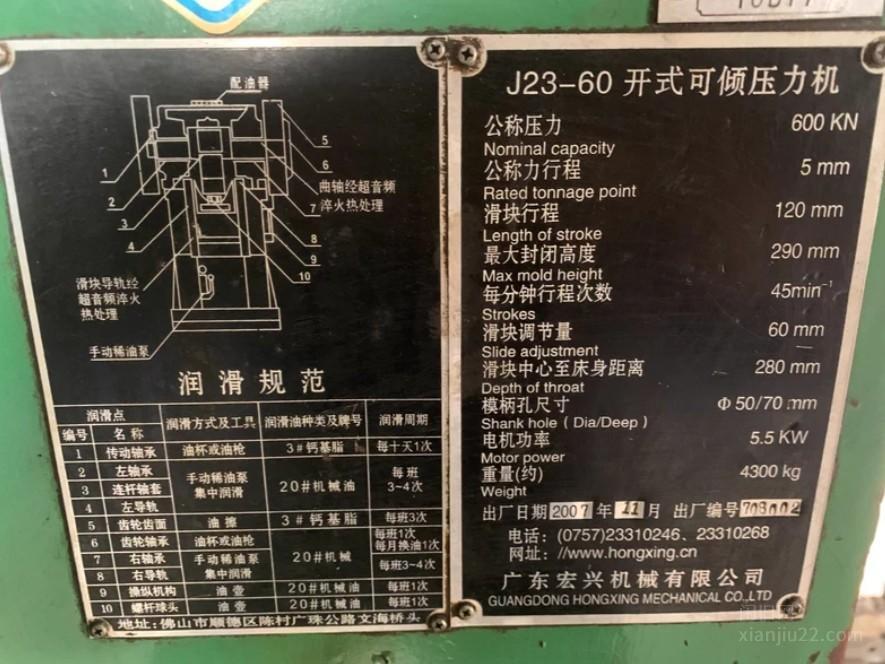 配油器
1
2
3
4
5
6
7
8
9
10
曲轴经超音频
淬火热处理
滑块导轨经
超音频淬火
热处理
手动稀油泵
润滑规范
润滑点 润滑方式及工具 润滑油种类及牌号 润滑周期
编号 名称
1 传动轴承 油杯或油枪 3#钙基脂 每十天1次
2 左轴承 手动稀油泵 集中润滑 20#机械油 每班 3~4次
3 连杆轴套
4 左导轨
5 齿轮齿面 油擦 3#钙基脂 每班3次
6 齿轮轴承 油杯或油枪 20#机械 每班1次 每月换油1次
7 右轴承 手动稀油泵 集中润滑 每班3~4次
8 右导轨
9 操纵机构 油壶 20#机械油 每班1次
10 螺杆球头 油壶 20#机械油 每班1次
地址:佛山市顺德区陈村广珠公路文海桥头
J23-60 开式可倾压力机
公称压力 600 KN
Nominal capacity
公称力行程 5 mm
Rated tonnage point
滑块行程 120 mm
Length of stroke
最大封闭高度 290 mm
Max mold height
每分钟行程次数 45min⁻¹
Strokes
滑块调节量 60 mm
Slide adjustment
滑块中心至床身距离 280 mm
Depth of throat
模柄孔尺寸 Φ50/70 mm
Shank hole (Dia/Deep)
电机功率 5.5 KW
Motor power
重量(约) 4300 kg
Weight
出厂日期 2007 年 11 月 出厂编号 708002
电话: (0757)23310246、23310268
网址: //www.hongxing.cn
广东宏兴机械有限公司
GUANGDONG HONGXING MECHANICAL CO.,LTD
xianjiu22.com